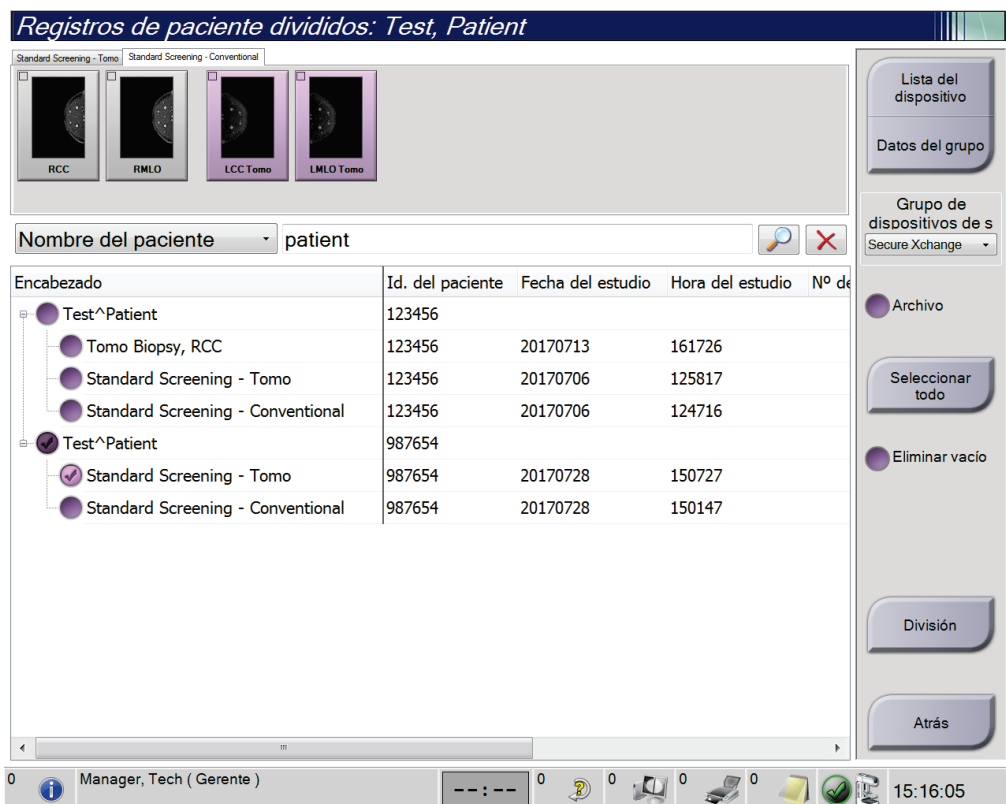 Registros de paciente divididos: Test, Patient
Standard Screening - Tomo Standard Screening - Conventional
RCC RMLO LCC Tomo LMLO Tomo
Nombre del paciente patient
Encabezado Id. del paciente Fecha del estudio Hora del estudio Nº de
Test^Patient 123456
Tomo Biopsy, RCC 123456 20170713 161726
Standard Screening - Tomo 123456 20170706 125817
Standard Screening - Conventional 123456 20170706 124716
Test^Patient 987654
Standard Screening - Tomo 987654 20170728 150727
Standard Screening - Conventional 987654 20170728 150147
Lista del
dispositivo
Datos del grupo
Grupo de
dispositivos de s
Secure Xchange
Archivo
Seleccionar
todo
Eliminar vacío
División
Atrás
0 Manager, Tech ( Gerente ) --:-- 0 0 0 0 15:16:05